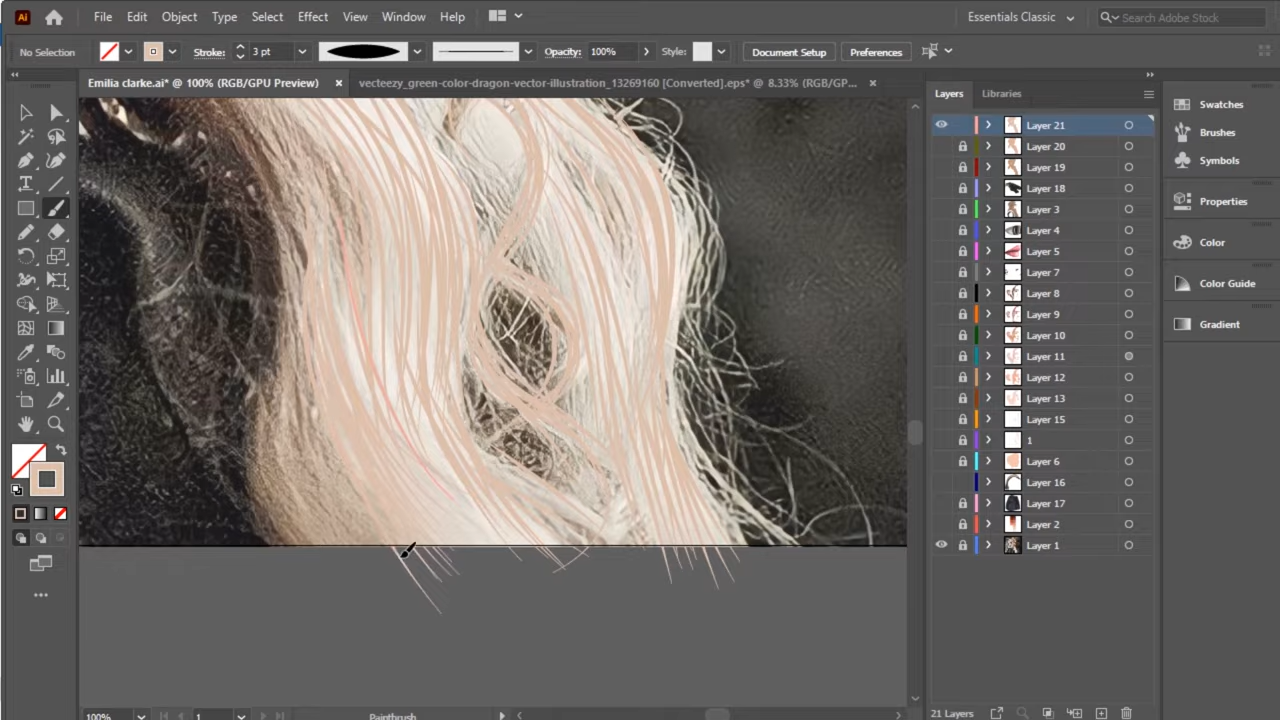 Ai File Edit Object Type Select Effect View Window Help Essentials Classic Search Adobe Stock
No Selection Stroke: 3 pt Opacity: 100% Style: Document Setup Preferences
Emilia clarke.ai* @ 100% (RGB/GPU Preview) × vecteezy_green-color-dragon-vector-illustration_13269160 [Converted].eps* @ 8.33% (RGB/GP... ×
Layers Libraries
Layer 21
Layer 20
Layer 19
Layer 18
Layer 3
Layer 4
Layer 5
Layer 7
Layer 8
Layer 9
Layer 10
Layer 11
Layer 12
Layer 13
Layer 15
1
Layer 6
Layer 16
Layer 17
Layer 2
Layer 1
Swatches
Brushes
Symbols
Properties
Color
Color Guide
Gradient
100% 1 Paintbrush
21 Layers